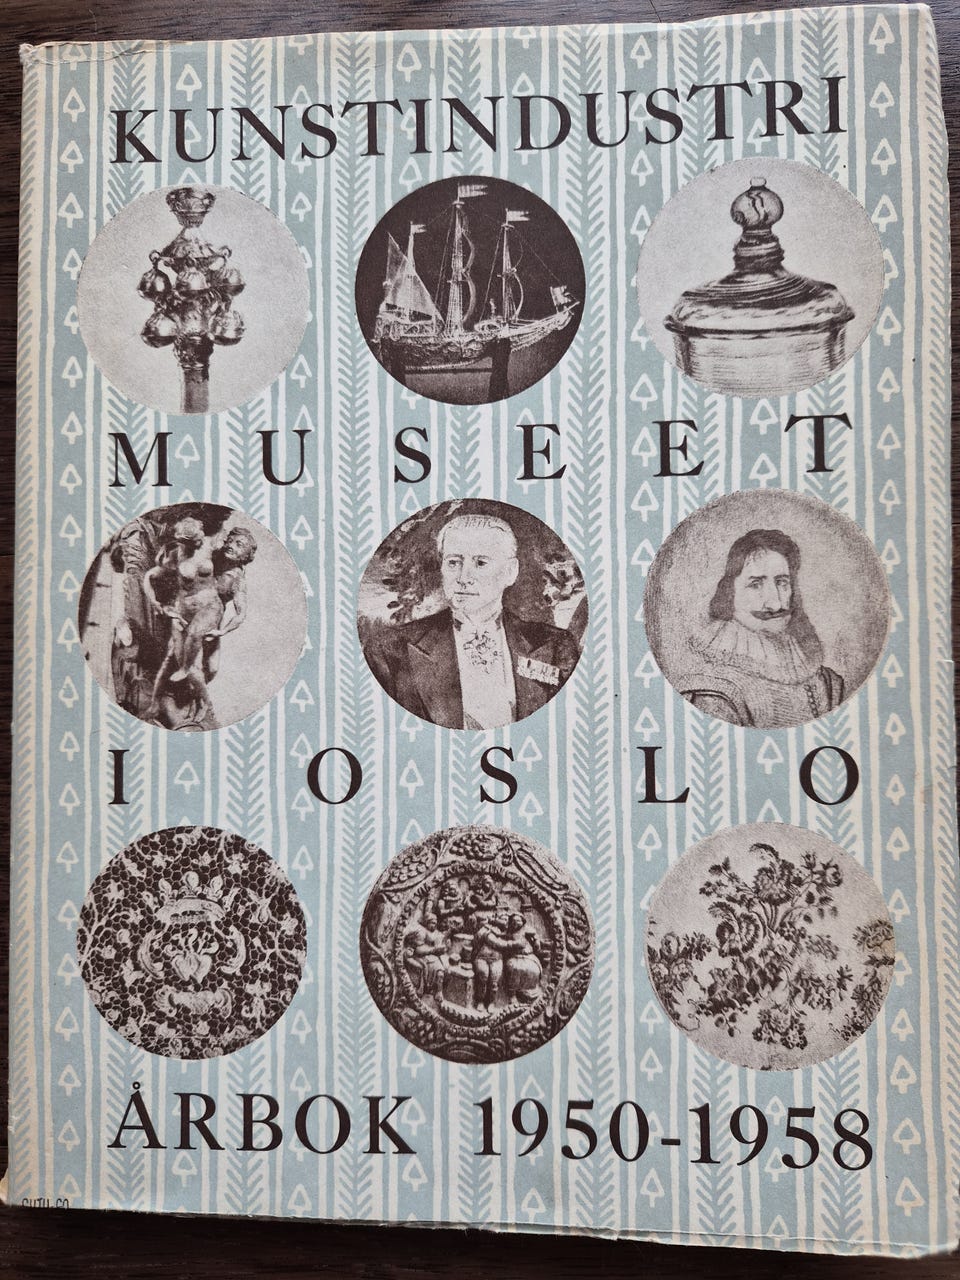 KUNSTINDUSTRI
MUSEET
I OSLO
ÅRBOK 1950-1958